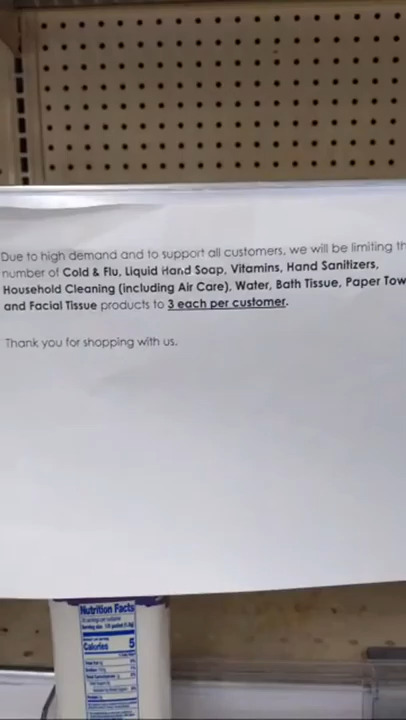 Due to high demand and to support all customers, we will be limiting th
number of Cold & Flu, Liquid Hand Soap, Vitamins, Hand Sanitizers,
Household Cleaning (including Air Care), Water, Bath Tissue, Paper Tow
and Facial Tissue products to 3 each per customer.
Thank you for shopping with us.
Nutrition Facts
Calories 5